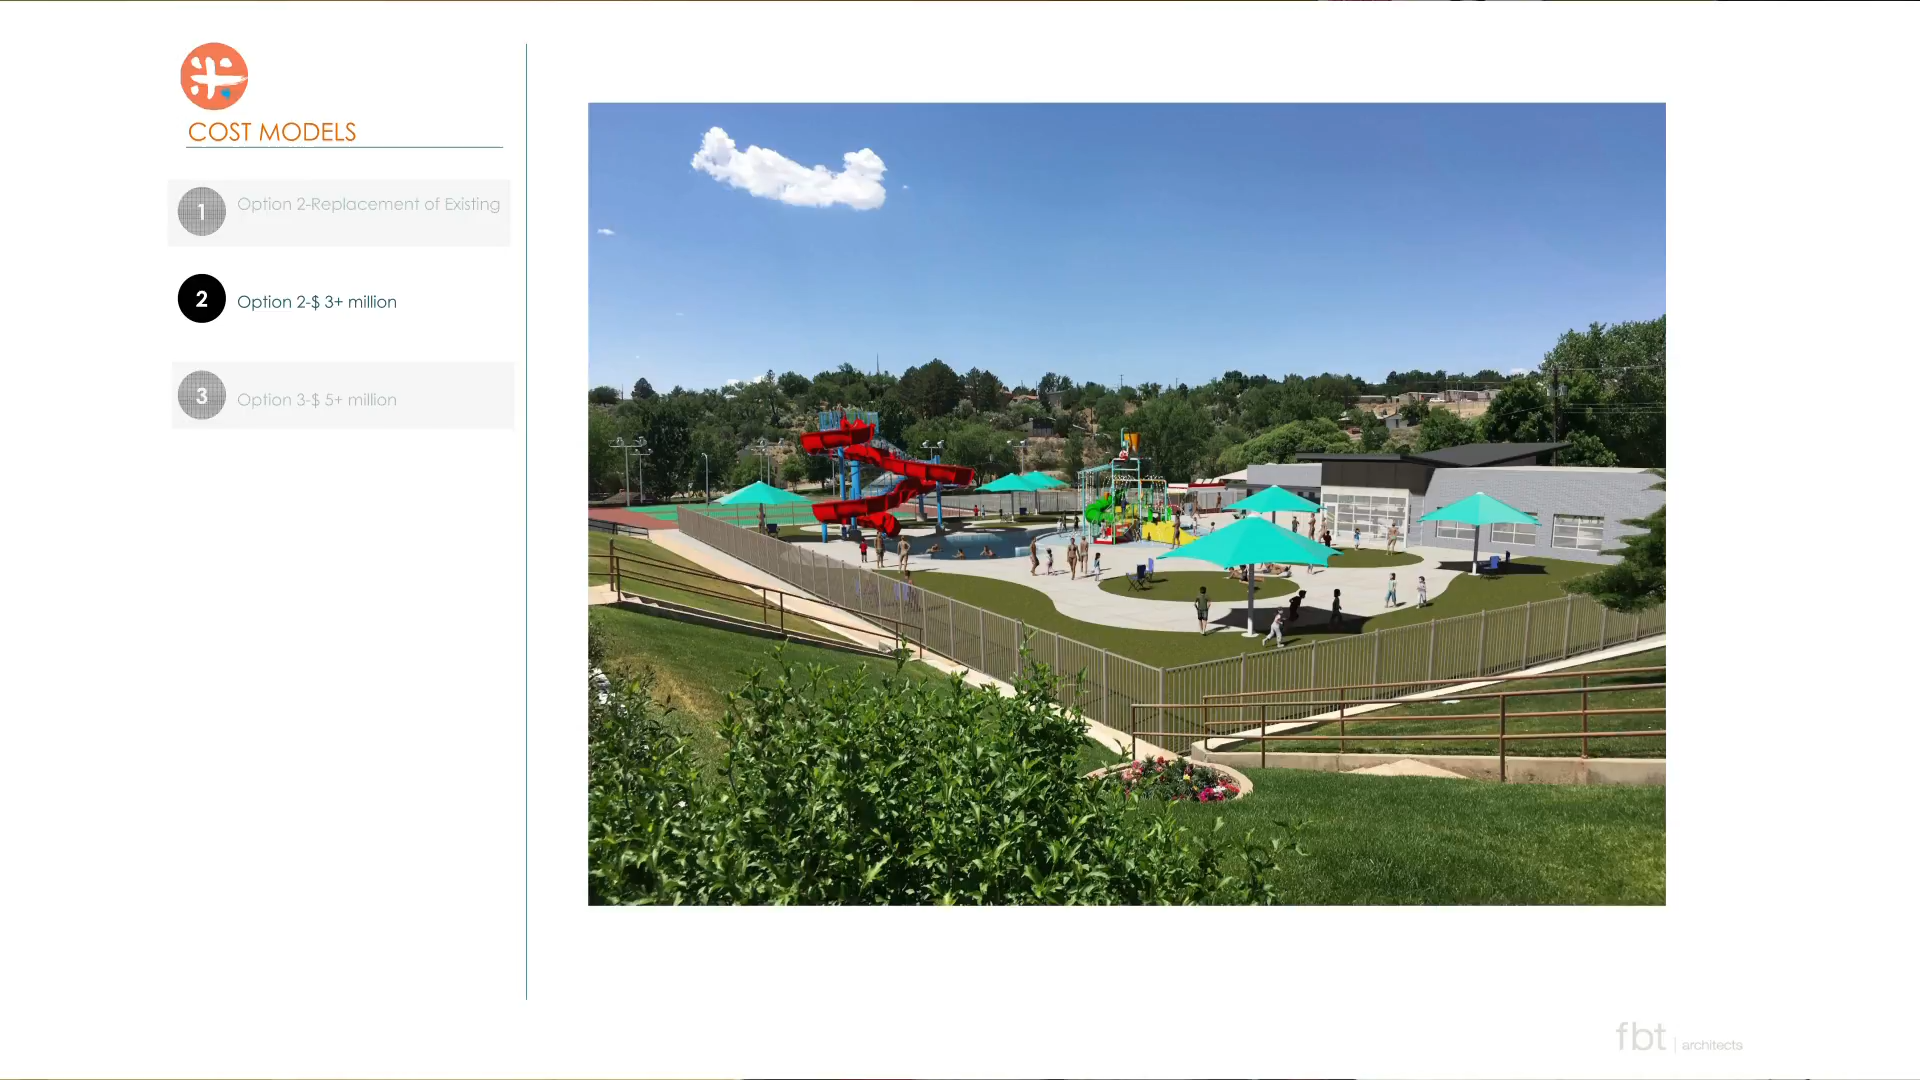 COST MODELS
1
Option 2-Replacement of Existing
2
Option 2-$ 3+ million
3
Option 3-$ 5+ million
fbt | architects